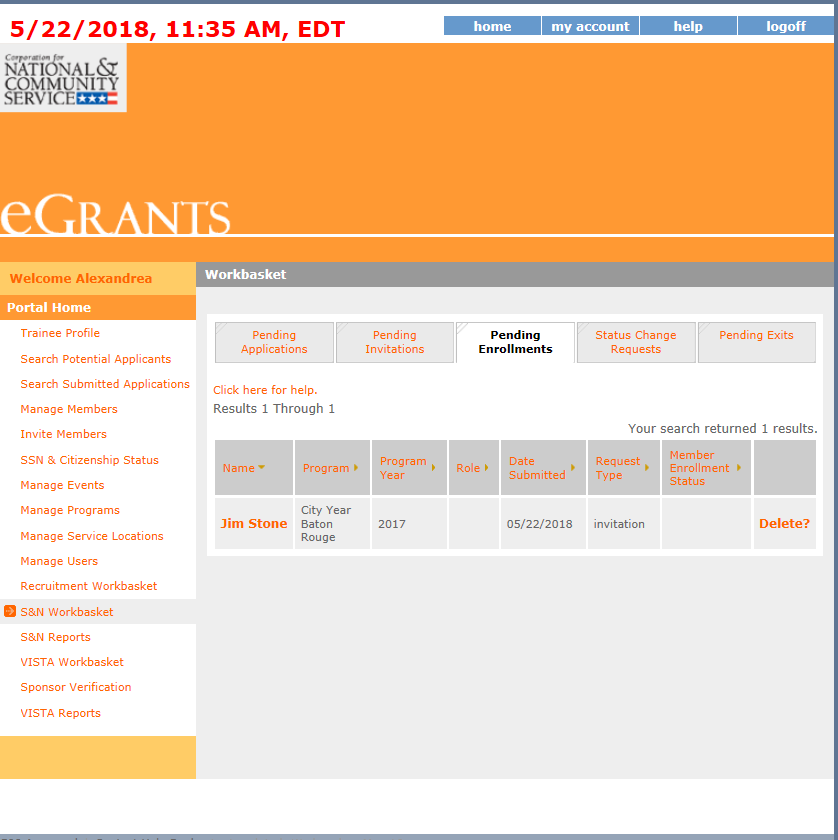 5/22/2018, 11:35 AM, EDT
home
my account
help
logoff
Corporation for
NATIONAL &
COMMUNITY
SERVICE
eGRANTS
Welcome Alexandrea
Workbasket
Portal Home
Trainee Profile
Search Potential Applicants
Search Submitted Applications
Manage Members
Invite Members
SSN & Citizenship Status
Manage Events
Manage Programs
Manage Service Locations
Manage Users
Recruitment Workbasket
S&N Workbasket
S&N Reports
VISTA Workbasket
Sponsor Verification
VISTA Reports
Pending
Applications
Pending
Invitations
Pending
Enrollments
Status Change
Requests
Pending Exits
Click here for help.
Results 1 Through 1
Your search returned 1 results.
Name
Program
Program
Year
Role
Date
Submitted
Request
Type
Member
Enrollment
Status
Jim Stone
City Year
Baton
Rouge
2017
05/22/2018
invitation
Delete?